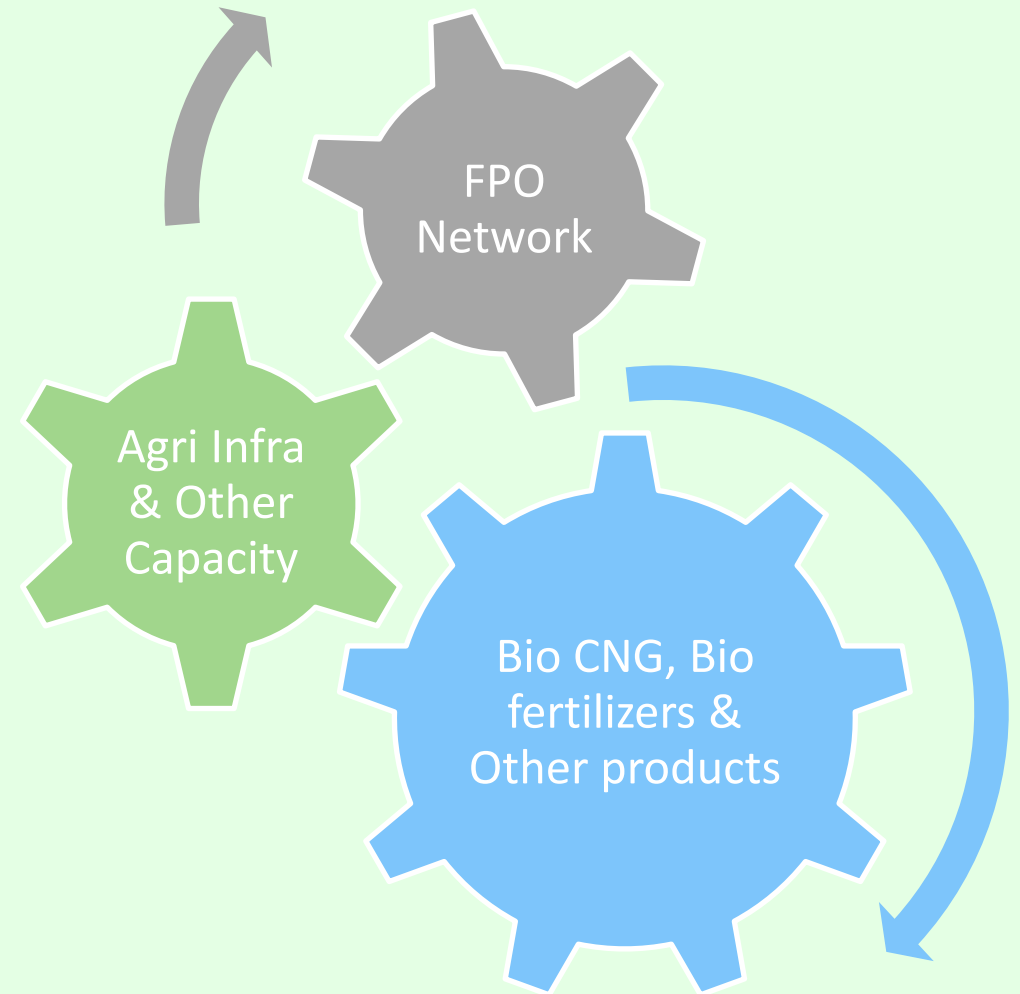 FPO
Network
Agri Infra
& Other
Capacity
Bio CNG, Bio
fertilizers &
Other products